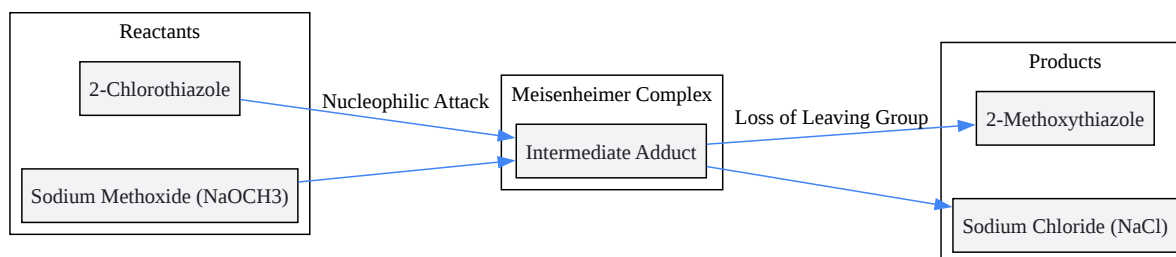 Reactants
2-Chlorothiazole
Sodium Methoxide (NaOCH3)
Nucleophilic Attack
Meisenheimer Complex
Intermediate Adduct
Loss of Leaving Group
Products
2-Methoxythiazole
Sodium Chloride (NaCl)